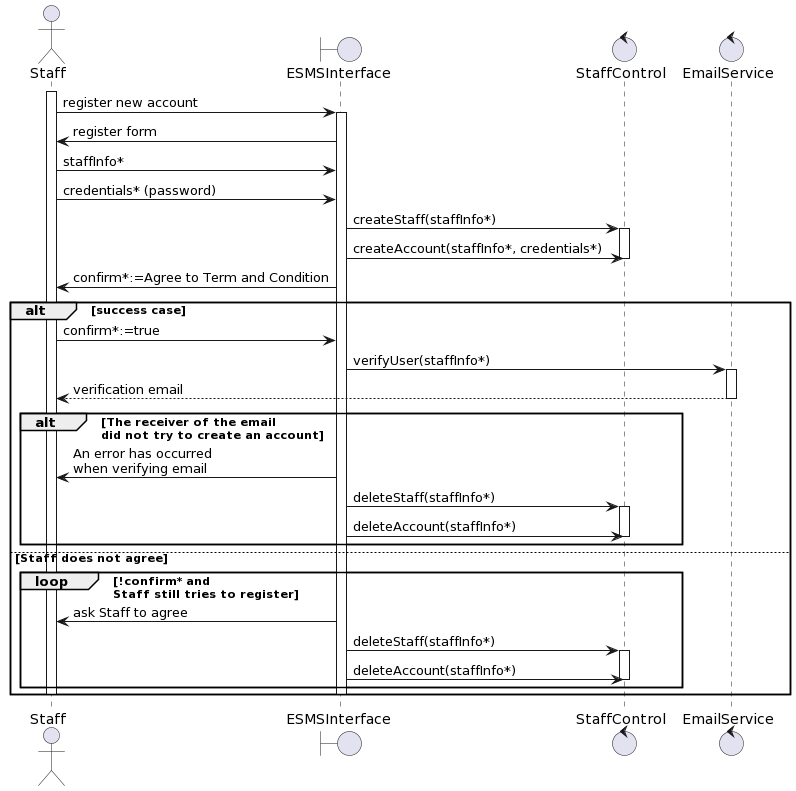 Staff
ESMSInterface
StaffControl
EmailService
register new account
register form
staffInfo*
credentials* (password)
createStaff(staffInfo*)
createAccount(staffInfo*, credentials*)
confirm*:=Agree to Term and Condition
alt
[success case]
confirm*:=true
verifyUser(staffInfo*)
verification email
alt
[The receiver of the email
did not try to create an account]
An error has occurred
when verifying email
deleteStaff(staffInfo*)
deleteAccount(staffInfo*)
[Staff does not agree]
loop
[!confirm* and
Staff still tries to register]
ask Staff to agree
deleteStaff(staffInfo*)
deleteAccount(staffInfo*)
Staff
ESMSInterface
StaffControl
EmailService